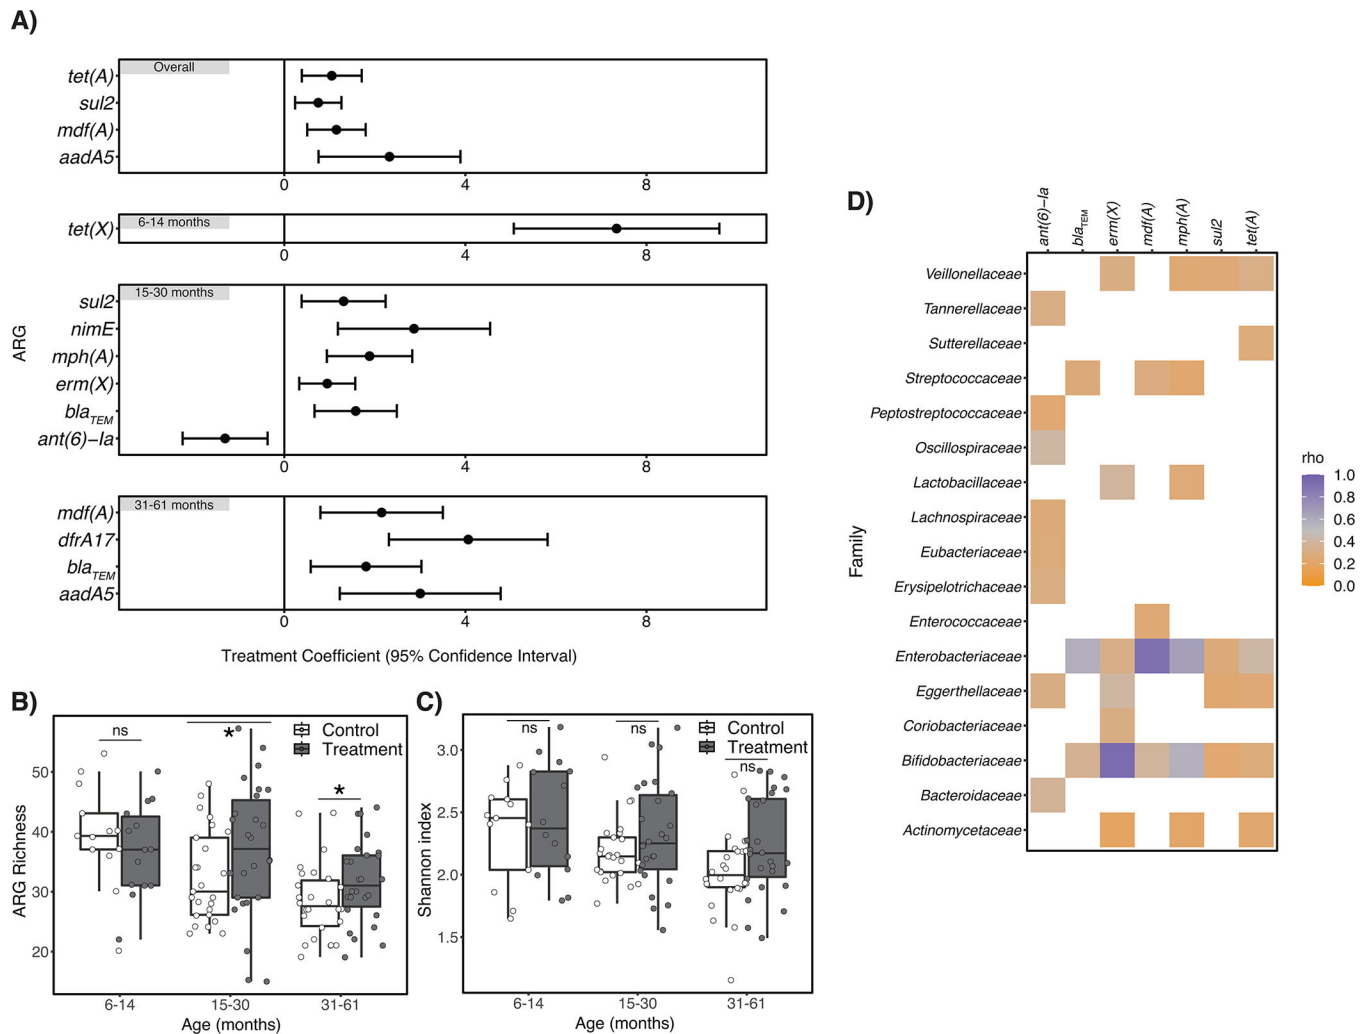 A)
Overall
tet(A)
sul2
mdf(A)
aadA5
0 4 8
6-14 months
tet(X)
0 4 8
15-30 months
sul2
nimE
mph(A)
erm(X)
blaTEM
ant(6)–Ia
0 4 8
31-61 months
mdf(A)
dfrA17
blaTEM
aadA5
0 4 8
ARG
Treatment Coefficient (95% Confidence Interval)
B)
Control
Treatment
ns
*
*
50
40
30
20
ARG Richness
6-14 15-30 31-61
Age (months)
C)
Control
Treatment
ns
ns
ns
3.0
2.5
2.0
1.5
Shannon index
6-14 15-30 31-61
Age (months)
D)
ant(6)–Ia
blaTEM
erm(X)
mdf(A)
mph(A)
sul2
tet(A)
Veillonellaceae
Tannerellaceae
Sutterellaceae
Streptococcaceae
Peptostreptococcaceae
Oscillospiraceae
Lactobacillaceae
Lachnospiraceae
Eubacteriaceae
Erysipelotrichaceae
Enterococcaceae
Enterobacteriaceae
Eggerthellaceae
Coriobacteriaceae
Bifidobacteriaceae
Bacteroidaceae
Actinomycetaceae
Family
rho
1.0
0.8
0.6
0.4
0.2
0.0